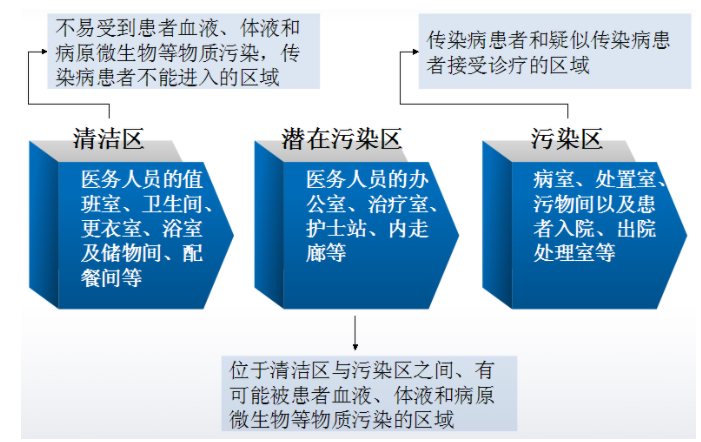 不易受到患者血液、体液和
病原微生物等物质污染，传
染病患者不能进入的区域
传染病患者和疑似传染病患
者接受诊疗的区域
清洁区
医务人员的值
班室、卫生间、
更衣室、浴室
及储物间、配
餐间等
潜在污染区
医务人员的办
公室、治疗室、
护士站、内走
廊等
污染区
病室、处置室、
污物间以及患
者入院、出院
处理室等
位于清洁区与污染区之间、有
可能被患者血液、体液和病原
微生物等物质污染的区域